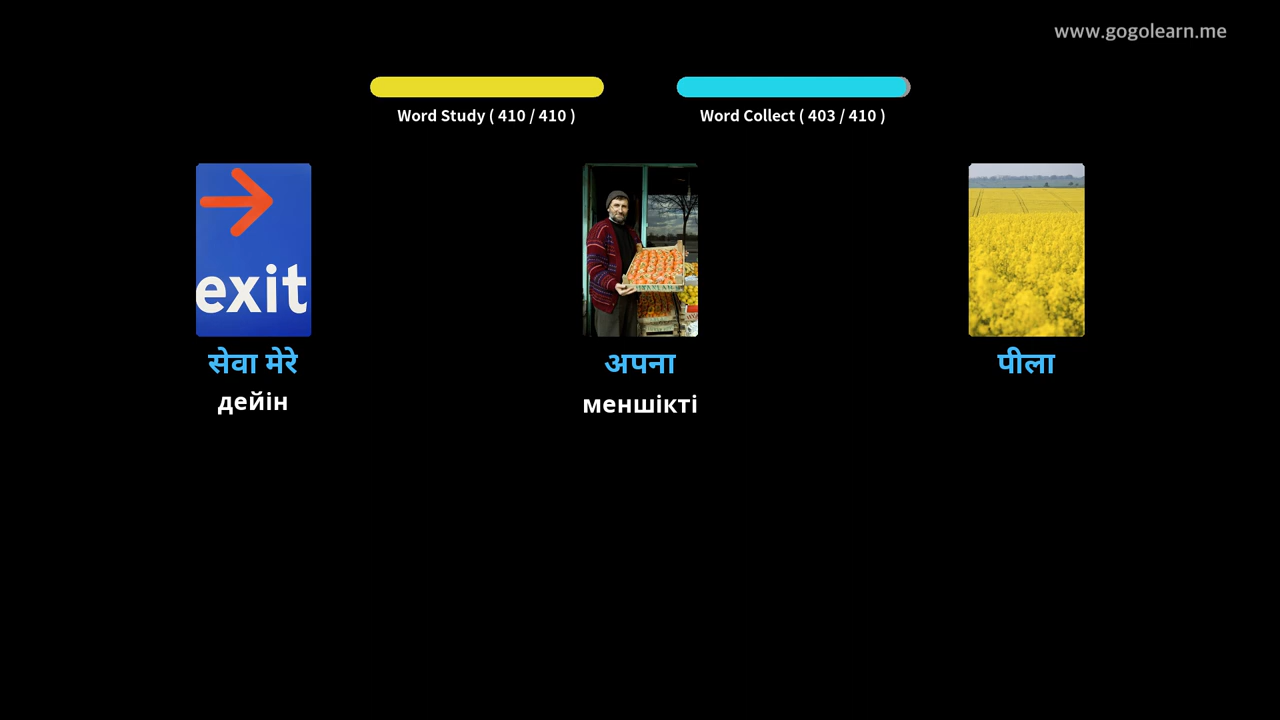 www.gogolearn.me
Word Study ( 410 / 410 )
Word Collect ( 403 / 410 )
exit
सेवा मेरे
अपना
पीला
дейін
меншікті